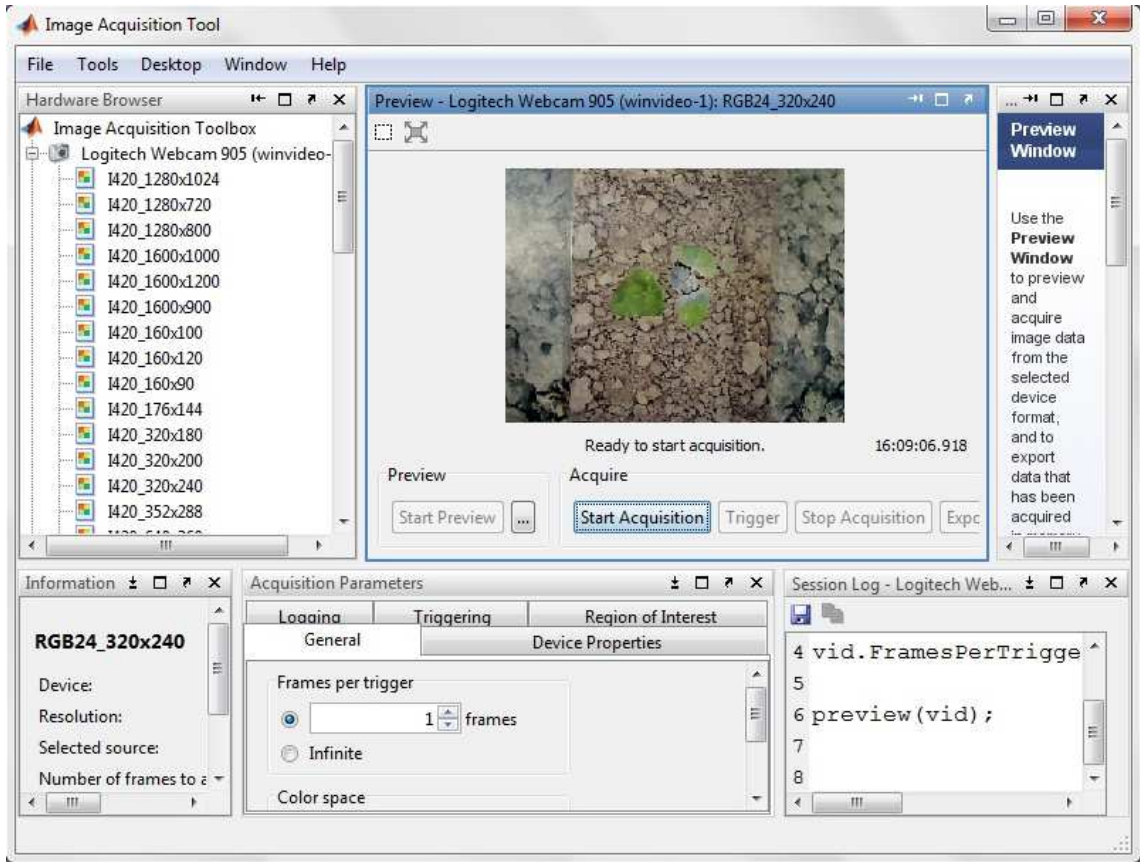 Image Acquisition Tool
File Tools Desktop Window Help
Hardware Browser
Image Acquisition Toolbox
Logitech Webcam 905 (winvideo-
I420_1280x1024
I420_1280x720
I420_1280x800
I420_1600x1000
I420_1600x1200
I420_1600x900
I420_160x100
I420_160x120
I420_160x90
I420_176x144
I420_320x180
I420_320x200
I420_320x240
I420_352x288
Preview - Logitech Webcam 905 (winvideo-1): RGB24_320x240
Ready to start acquisition. 16:09:06.918
Preview
Start Preview ...
Acquire
Start Acquisition Trigger Stop Acquisition Expc
...
Preview
Window
Use the
Preview
Window
to preview
and
acquire
image data
from the
selected
device
format,
and to
export
data that
has been
acquired
Information
RGB24_320x240
Device:
Resolution:
Selected source:
Number of frames to a
Acquisition Parameters
Logging Triggering Region of Interest
General Device Properties
Frames per trigger
1 frames
Infinite
Color space
Session Log - Logitech Web...
4 vid.FramesPerTrigge
5
6 preview(vid);
7
8